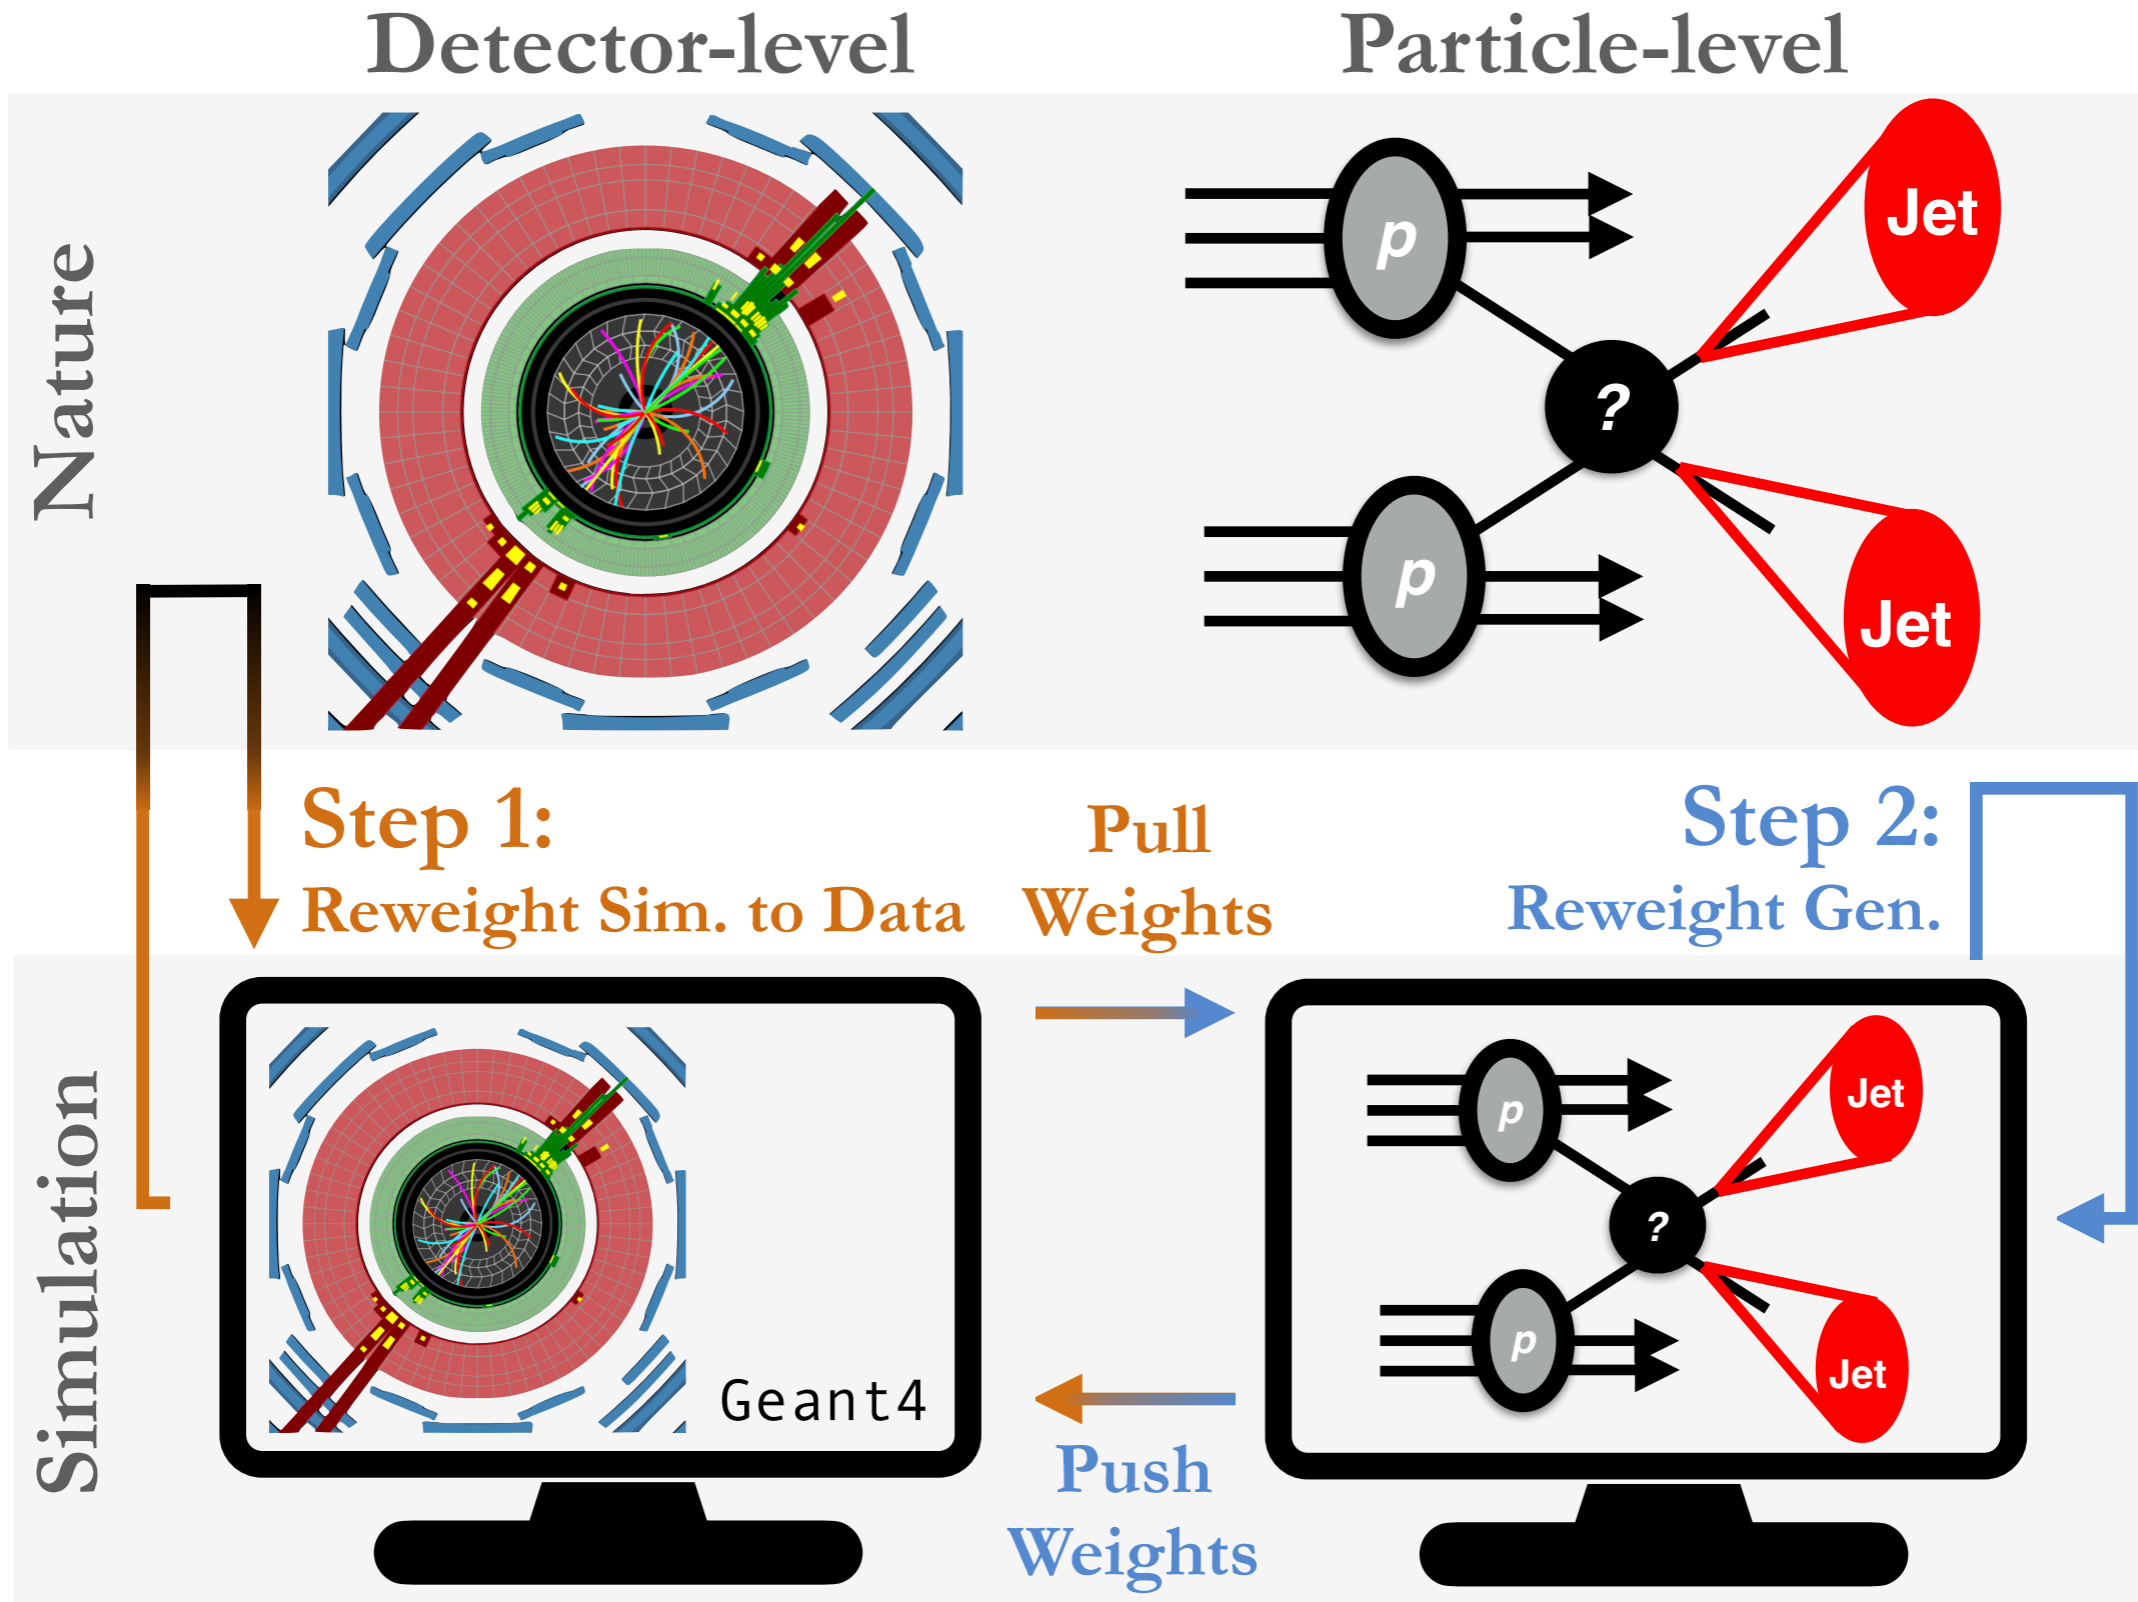 Detector-level
Particle-level
Nature
p
Jet
?
p
Jet
Step 1:
Reweight Sim. to Data
Pull
Weights
Step 2:
Reweight Gen.
Simulation
Geant4
p
Jet
?
p
Jet
Push
Weights